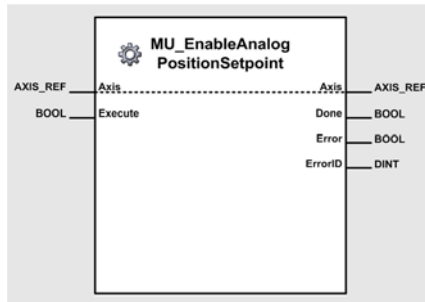 MU_EnableAnalog
PositionSetpoint
AXIS_REF Axis Axis AXIS_REF
BOOL Execute Done BOOL
Error BOOL
ErrorID DINT